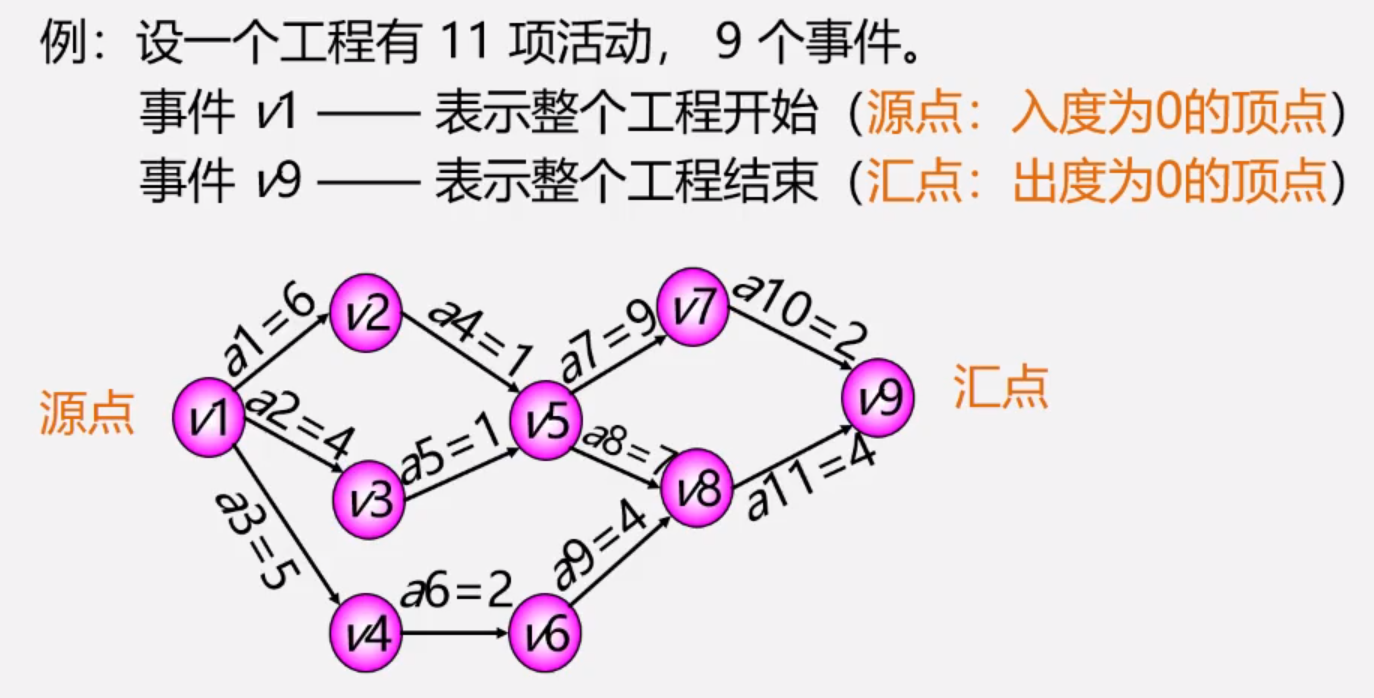 例：设一个工程有 11 项活动， 9 个事件。
事件 v1 —— 表示整个工程开始（源点：入度为0的顶点）
事件 v9 —— 表示整个工程结束（汇点：出度为0的顶点）
a1=6
v2
a4=1
a7=9
v7
a10=2
源点
v1
a2=4
v3
a5=1
v5
a8=7
v8
a11=4
v9
汇点
a3=5
v4
a6=2
v6
a9=4